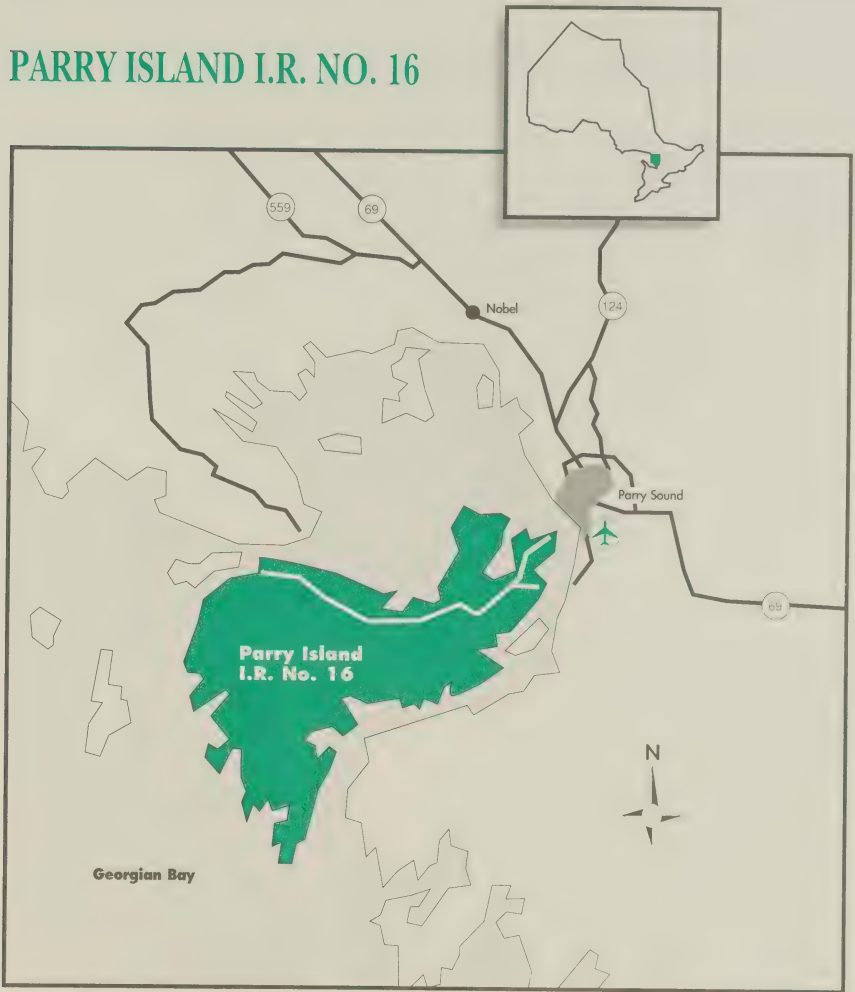 PARRY ISLAND I.R. NO. 16
559
69
Nobel
124
Parry Sound
69
Parry Island
I.R. No. 16
N
Georgian Bay